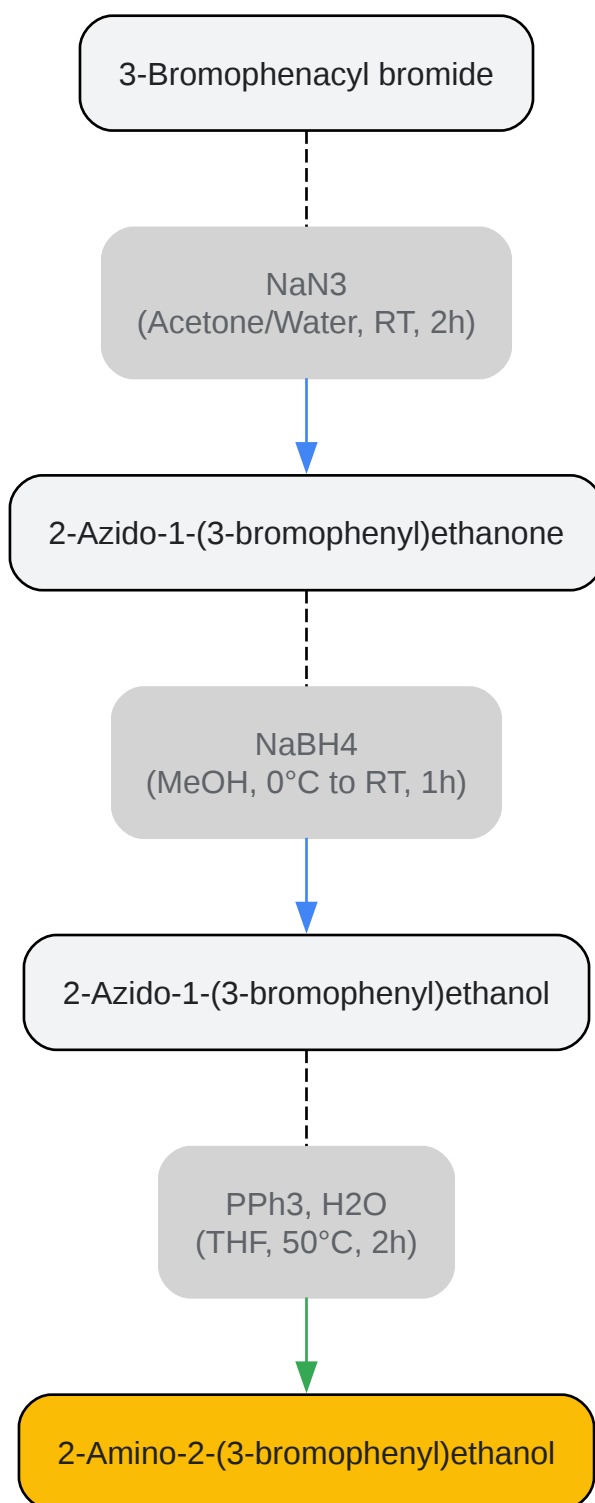 3-Bromophenacyl bromide
NaN3
(Acetone/Water, RT, 2h)
2-Azido-1-(3-bromophenyl)ethanone
NaBH4
(MeOH, 0°C to RT, 1h)
2-Azido-1-(3-bromophenyl)ethanol
PPh3, H2O
(THF, 50°C, 2h)
2-Amino-2-(3-bromophenyl)ethanol